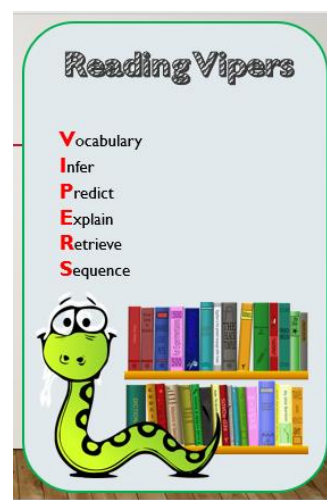 Reading Vipers
Vocabulary
Infer
Predict
Explain
Retrieve
Sequence